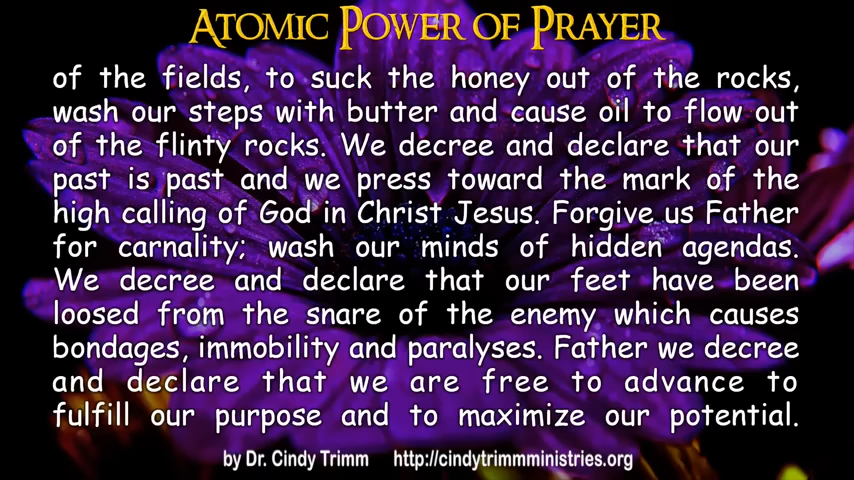 Atomic Power of Prayer
of the fields, to suck the honey out of the rocks,
wash our steps with butter and cause oil to flow out
of the flinty rocks. We decree and declare that our
past is past and we press toward the mark of the
high calling of God in Christ Jesus. Forgive us Father
for carnality; wash our minds of hidden agendas.
We decree and declare that our feet have been
loosed from the snare of the enemy which causes
bondages, immobility and paralyses. Father we decree
and declare that we are free to advance to
fulfill our purpose and to maximize our potential.
by Dr. Cindy Trimm http://cindytrimmministries.org